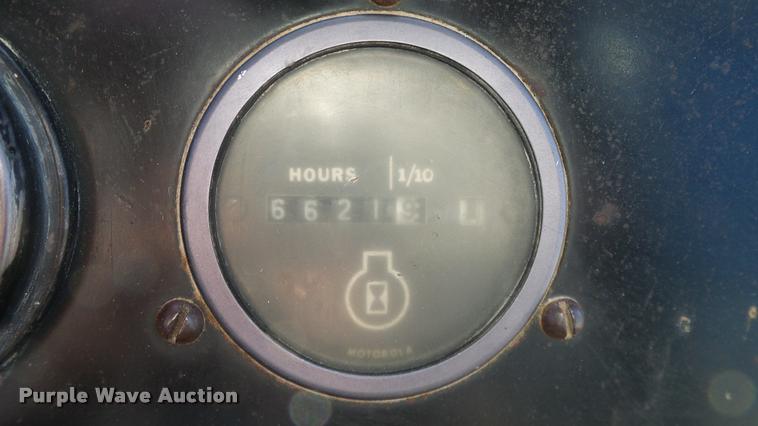 HOURS 1/10
66219
MOTOROLA
Purple Wave Auction